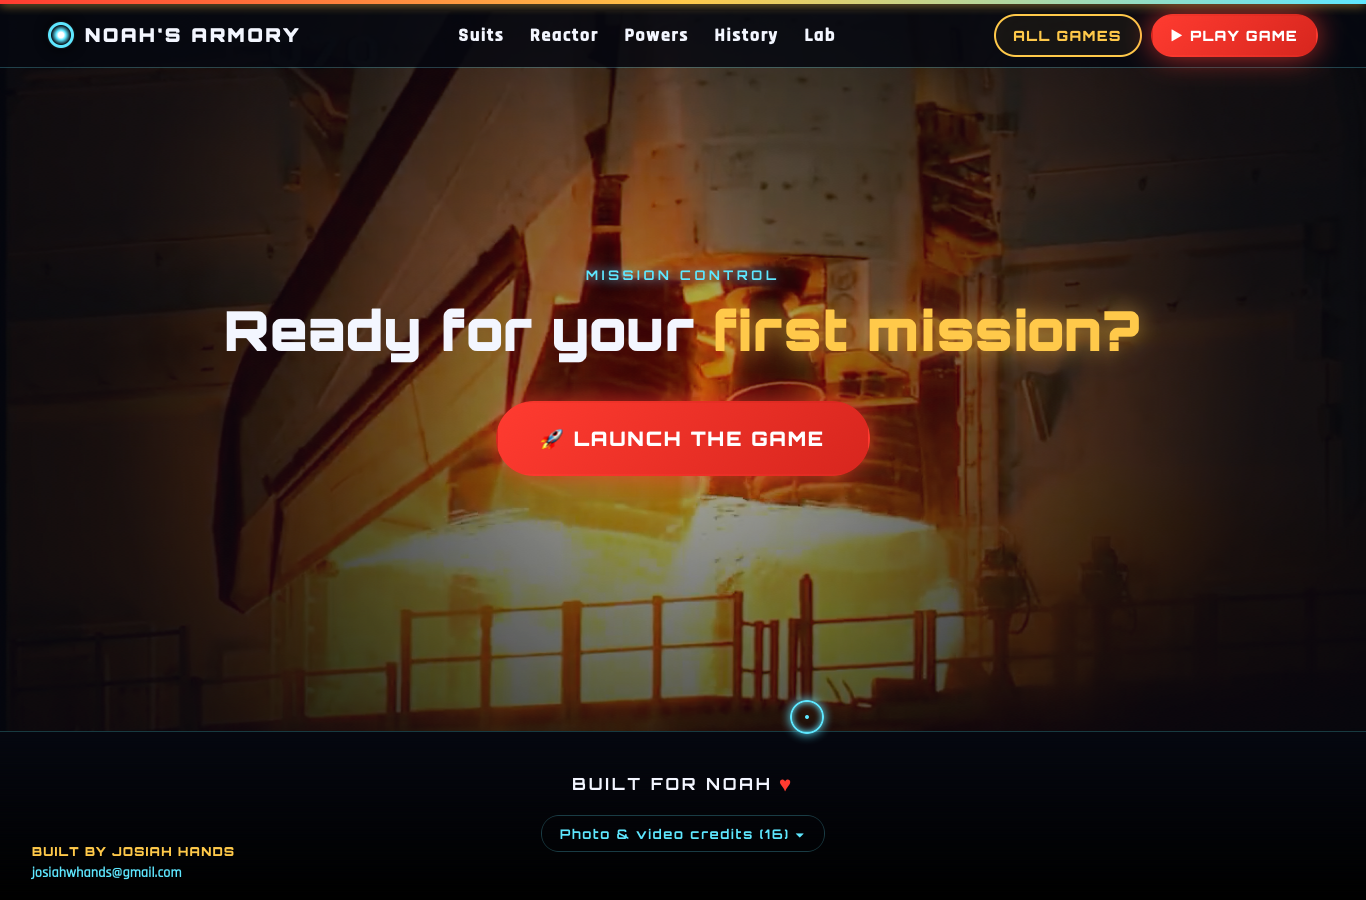 NOAH'S ARMORY
Suits Reactor Powers History Lab
ALL GAMES
▶ PLAY GAME
MISSION CONTROL
Ready for your first mission?
🚀 LAUNCH THE GAME
BUILT FOR NOAH ♥
Photo & video credits (16) ▾
BUILT BY JOSIAH HANDS
josiahwhands@gmail.com